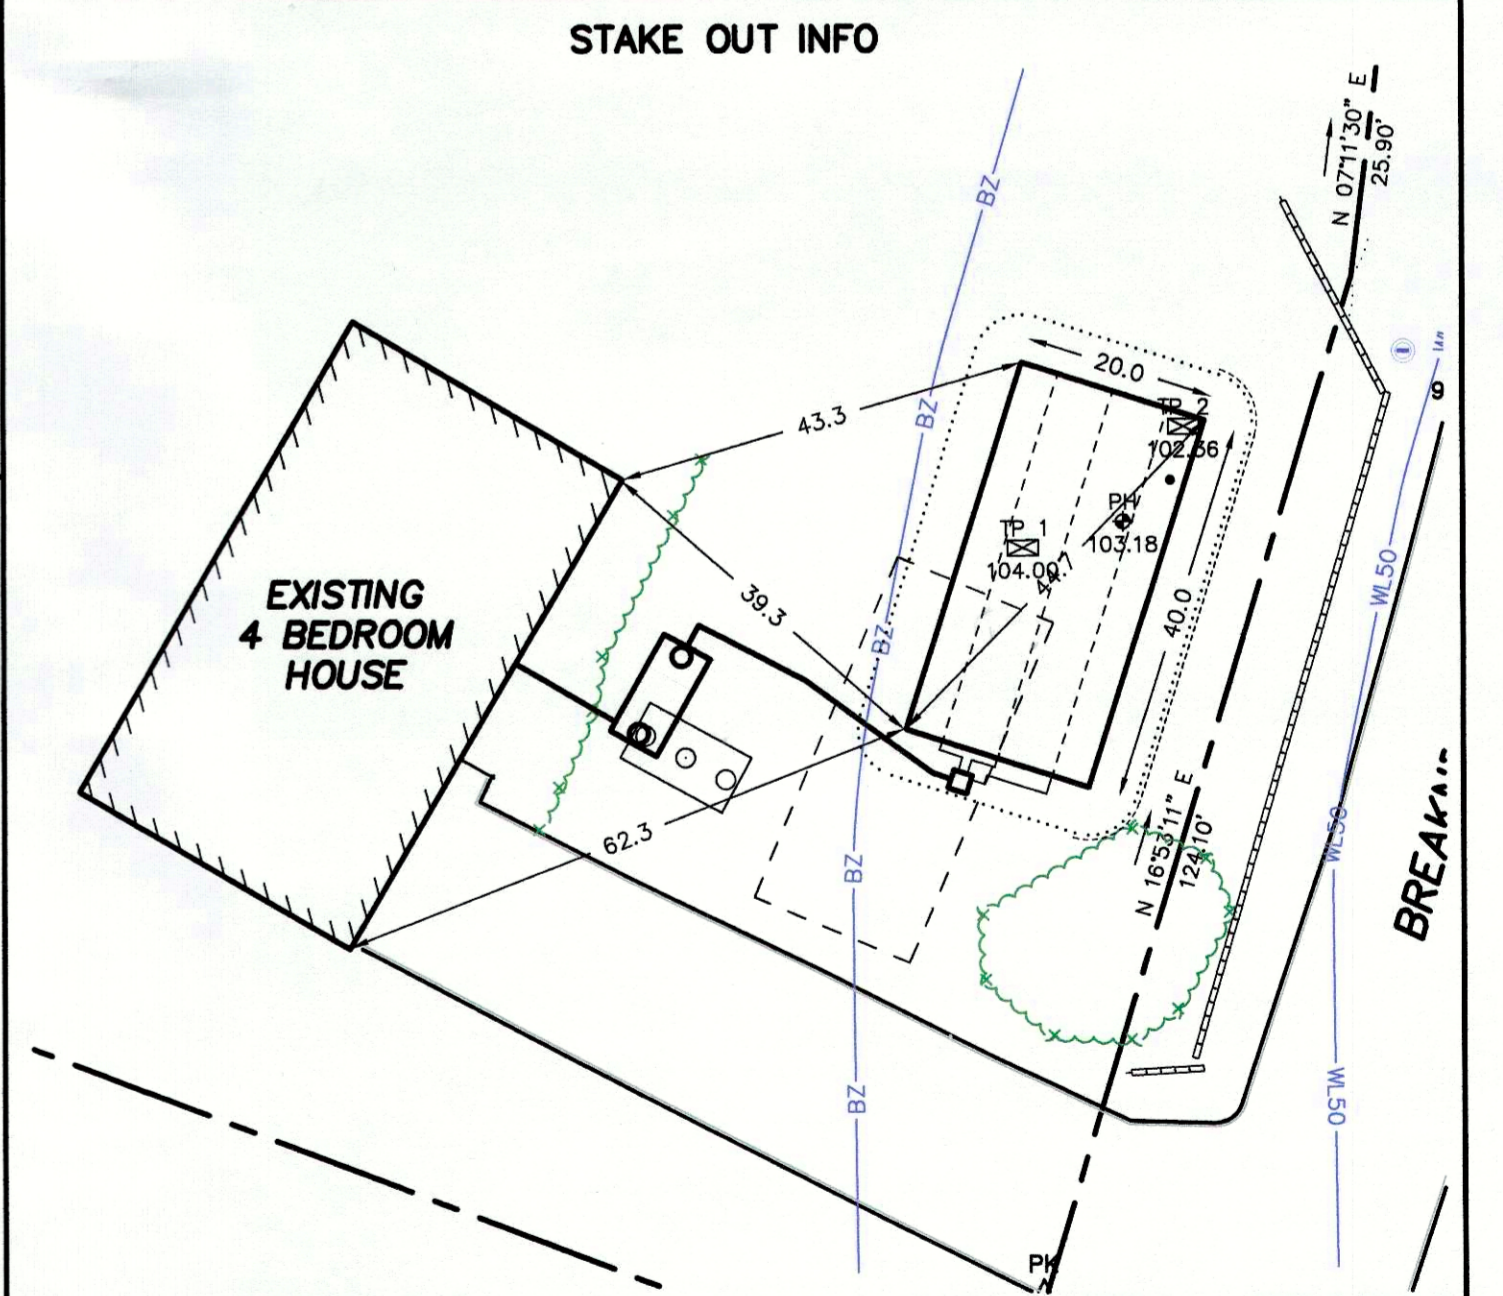 STAKE OUT INFO
N 07°11'30" E
25.90'
BZ
20.0
TP 2
102.36
9
43.3
BZ
PH
103.18
TP 1
104.00
44.7
WL50
39.3
40.0
EXISTING
4 BEDROOM
HOUSE
BZ
62.3
N 16°53'11" E
124.10'
WL50
BZ
BZ
WL50
PK